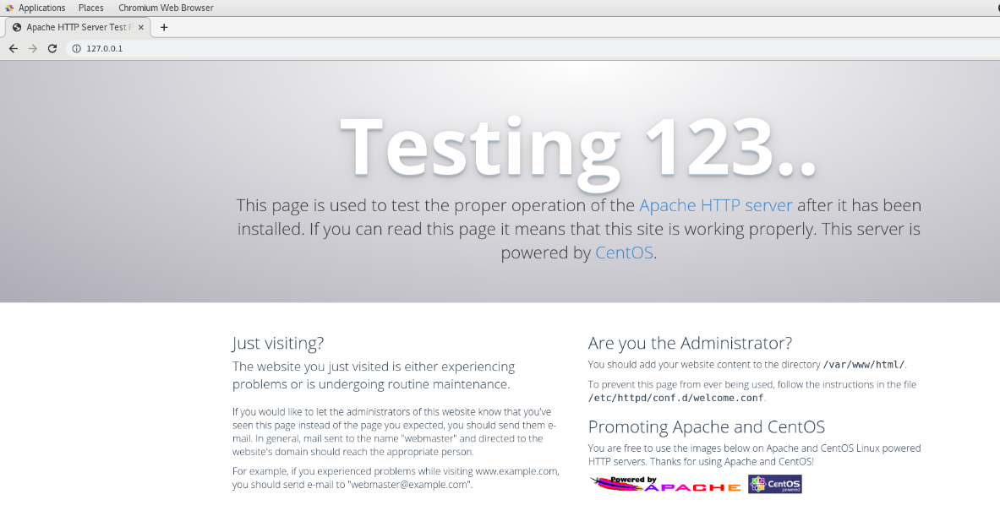 Applications Places Chromium Web Browser
Apache HTTP Server Test P
127.0.0.1
Testing 123..
This page is used to test the proper operation of the Apache HTTP server after it has been
installed. If you can read this page it means that this site is working properly. This server is
powered by CentOS.
Just visiting?
The website you just visited is either experiencing
problems or is undergoing routine maintenance.
If you would like to let the administrators of this website know that you've
seen this page instead of the page you expected, you should send them e-
mail. In general, mail sent to the name "webmaster" and directed to the
website's domain should reach the appropriate person.
For example, if you experienced problems while visiting www.example.com,
you should send e-mail to "webmaster@example.com".
Are you the Administrator?
You should add your website content to the directory /var/www/html/.
To prevent this page from ever being used, follow the instructions in the file
/etc/httpd/conf.d/welcome.conf.
Promoting Apache and CentOS
You are free to use the images below on Apache and CentOS Linux powered
HTTP servers. Thanks for using Apache and CentOS!
Powered by
APACHE
CentOS
powered